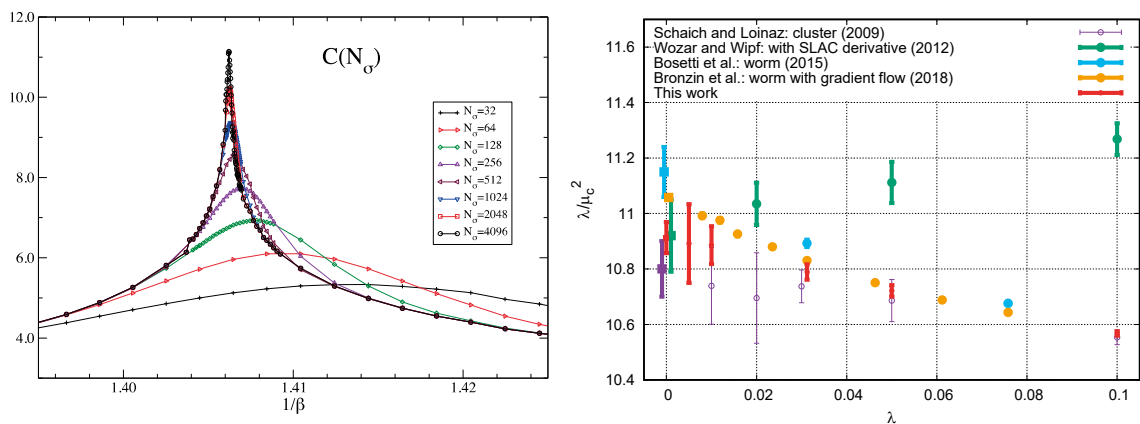 C(Nσ)
12.0
10.0
8.0
6.0
4.0
1.40
1.41
1.42
1/β
Nσ=32
Nσ=64
Nσ=128
Nσ=256
Nσ=512
Nσ=1024
Nσ=2048
Nσ=4096
Schaich and Loinaz: cluster (2009)
Wozar and Wipf: with SLAC derivative (2012)
Bosetti et al.: worm (2015)
Bronzin et al.: worm with gradient flow (2018)
This work
11.6
11.4
11.2
11
10.8
10.6
10.4
λ/μc²
0
0.02
0.04
0.06
0.08
0.1
λ